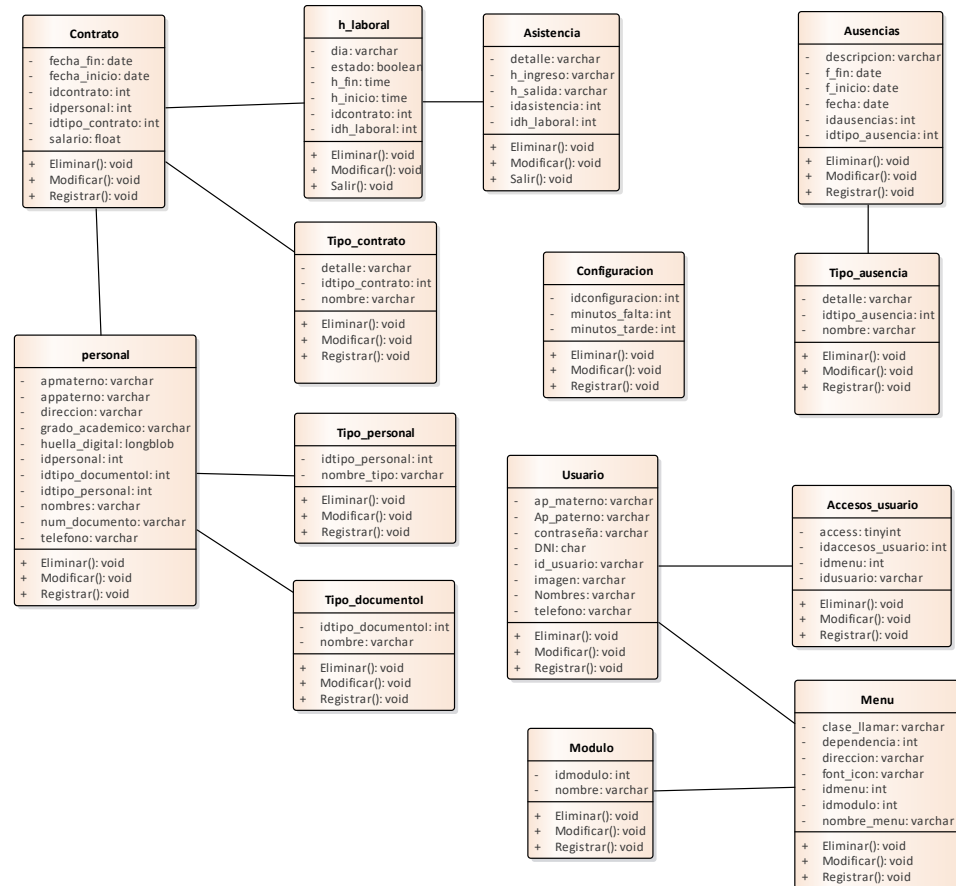 Contrato
- fecha_fin: date
- fecha_inicio: date
- idcontrato: int
- idpersonal: int
- idtipo_contrato: int
- salario: float
+ Eliminar(): void
+ Modificar(): void
+ Registrar(): void
h_laboral
- dia: varchar
- estado: boolean
- h_fin: time
- h_inicio: time
- idcontrato: int
- idh_laboral: int
+ Eliminar(): void
+ Modificar(): void
+ Salir(): void
Asistencia
- detalle: varchar
- h_ingreso: varchar
- h_salida: varchar
- idasistencia: int
- idh_laboral: int
+ Eliminar(): void
+ Modificar(): void
+ Salir(): void
Ausencias
- descripcion: varchar
- f_fin: date
- f_inicio: date
- fecha: date
- idausencias: int
- idtipo_ausencia: int
+ Eliminar(): void
+ Modificar(): void
+ Registrar(): void
Tipo_contrato
- detalle: varchar
- idtipo_contrato: int
- nombre: varchar
+ Eliminar(): void
+ Modificar(): void
+ Registrar(): void
Configuracion
- idconfiguracion: int
- minutos_falta: int
- minutos_tarde: int
+ Eliminar(): void
+ Modificar(): void
+ Registrar(): void
Tipo_ausencia
- detalle: varchar
- idtipo_ausencia: int
- nombre: varchar
+ Eliminar(): void
+ Modificar(): void
+ Registrar(): void
personal
- apmaterno: varchar
- appaterno: varchar
- direccion: varchar
- grado_academico: varchar
- huella_digital: longblob
- idpersonal: int
- idtipo_documentoI: int
- idtipo_personal: int
- nombres: varchar
- num_documento: varchar
- telefono: varchar
+ Eliminar(): void
+ Modificar(): void
+ Registrar(): void
Tipo_personal
- idtipo_personal: int
- nombre_tipo: varchar
+ Eliminar(): void
+ Modificar(): void
+ Registrar(): void
Tipo_documentoI
- idtipo_documentoI: int
- nombre: varchar
+ Eliminar(): void
+ Modificar(): void
+ Registrar(): void
Usuario
- ap_materno: varchar
- Ap_paterno: varchar
- contraseña: varchar
- DNI: char
- id_usuario: varchar
- imagen: varchar
- Nombres: varchar
- telefono: varchar
+ Eliminar(): void
+ Modificar(): void
+ Registrar(): void
Accesos_usuario
- access: tinyint
- idaccesos_usuario: int
- idmenu: int
- idusuario: varchar
+ Eliminar(): void
+ Modificar(): void
+ Registrar(): void
Modulo
- idmodulo: int
- nombre: varchar
+ Eliminar(): void
+ Modificar(): void
+ Registrar(): void
Menu
- clase_llamar: varchar
- dependencia: int
- direccion: varchar
- font_icon: varchar
- idmenu: int
- idmodulo: int
- nombre_menu: varchar
+ Eliminar(): void
+ Modificar(): void
+ Registrar(): void